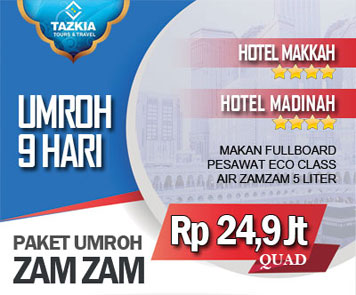 TAZKIA
TOURS & TRAVEL
UMROH
9 HARI
HOTEL MAKKAH
HOTEL MADINAH
MAKAN FULLBOARD
PESAWAT ECO CLASS
AIR ZAMZAM 5 LITER
PAKET UMROH
ZAM ZAM
Rp 24,9 Jt
QUAD